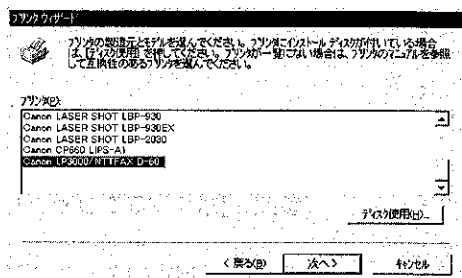 プリンタ ウィザード
プリンタの製造元とモデルを選んでください。プリンタにインストール ディスクが付いている場合
は、[ディスク使用] を押してください。プリンタが一覧にない場合は、プリンタのマニュアルを参照
して互換性のあるプリンタを選んでください。
プリンタ(P):
Canon LASER SHOT LBP-930
Canon LASER SHOT LBP-930EX
Canon LASER SHOT LBP-2030
Canon CP660 LIPS-A1
Canon LP3000/NTTFAX D-60
ディスク使用(H)...
< 戻る(B)
次へ >
キャンセル